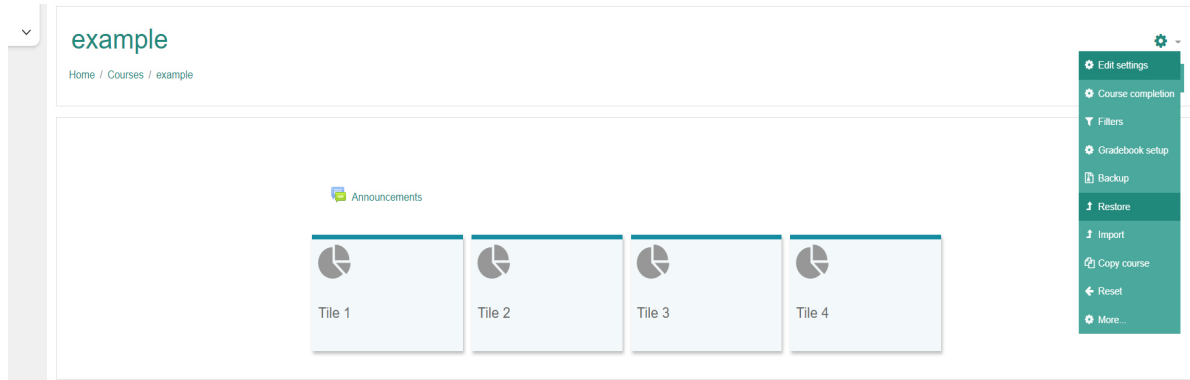 example
Home / Courses / example
Edit settings
Course completion
Filters
Gradebook setup
Backup
Restore
Import
Copy course
Reset
More...
Announcements
Tile 1
Tile 2
Tile 3
Tile 4